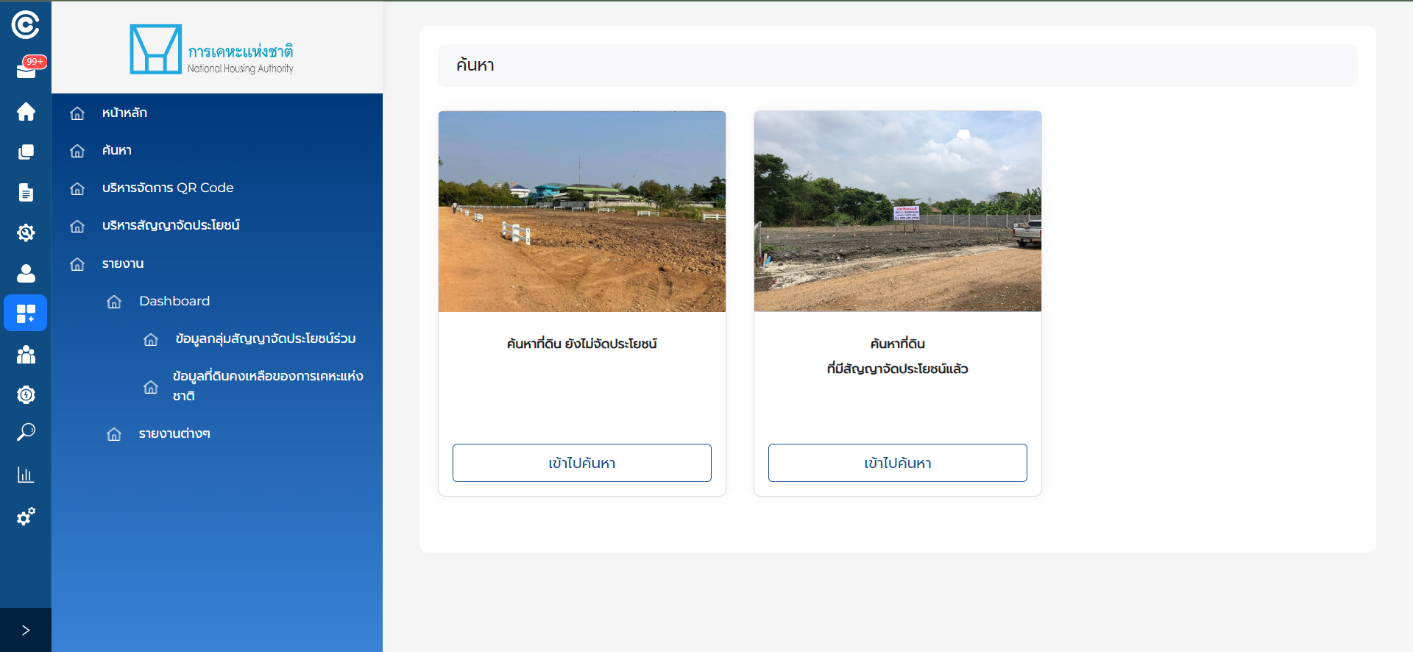 99+
การเคหะแห่งชาติ
National Housing Authority
หน้าหลัก
ค้นหา
บริหารจัดการ QR Code
บริหารสัญญาจัดประโยชน์
รายงาน
Dashboard
ข้อมูลกลุ่มสัญญาจัดประโยชน์ร่วม
ข้อมูลที่ดินคงเหลือของการเคหะแห่ง
ชาติ
รายงานต่างๆ
ค้นหา
ค้นหาที่ดิน ยังไม่จัดประโยชน์
เข้าไปค้นหา
ค้นหาที่ดิน
ที่มีสัญญาจัดประโยชน์แล้ว
เข้าไปค้นหา